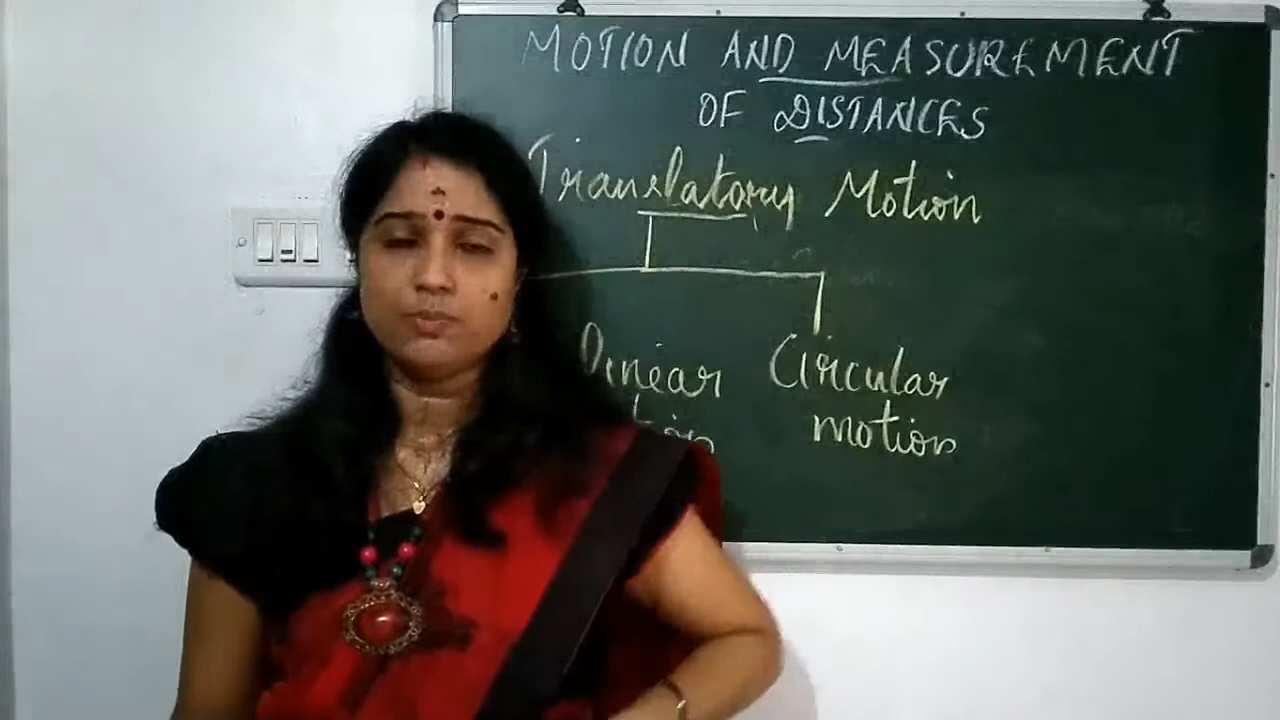 MOTION AND MEASUREMENT
OF DISTANCES
Translatory Motion
linear Circular
motion